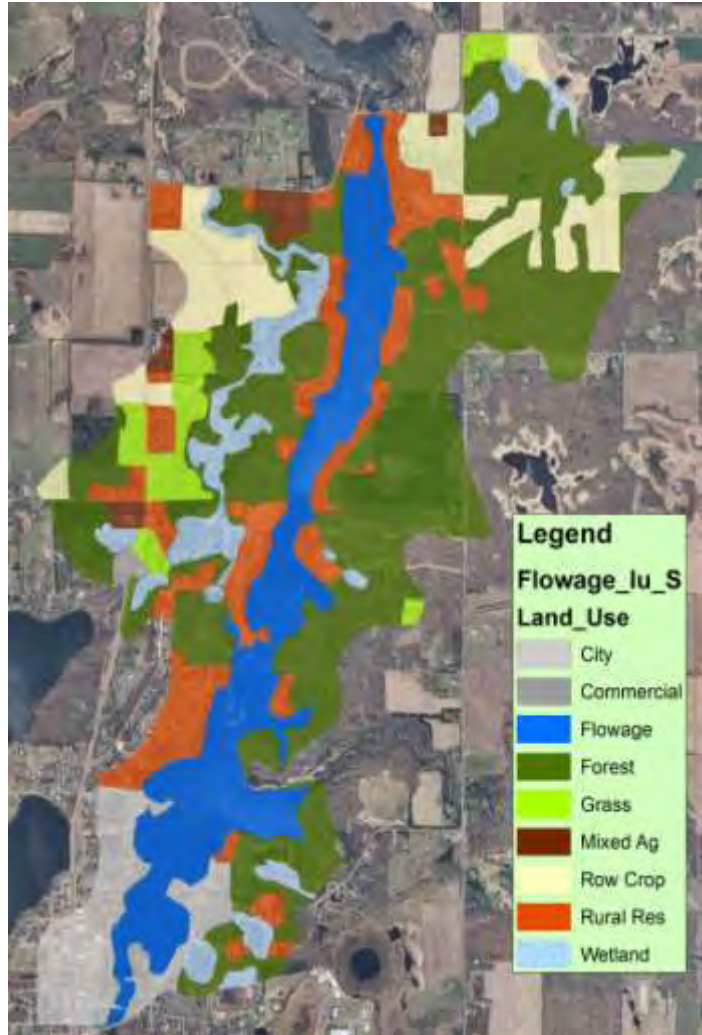 Legend
Flowage_lu_S
Land_Use
City
Commercial
Flowage
Forest
Grass
Mixed Ag
Row Crop
Rural Res
Wetland